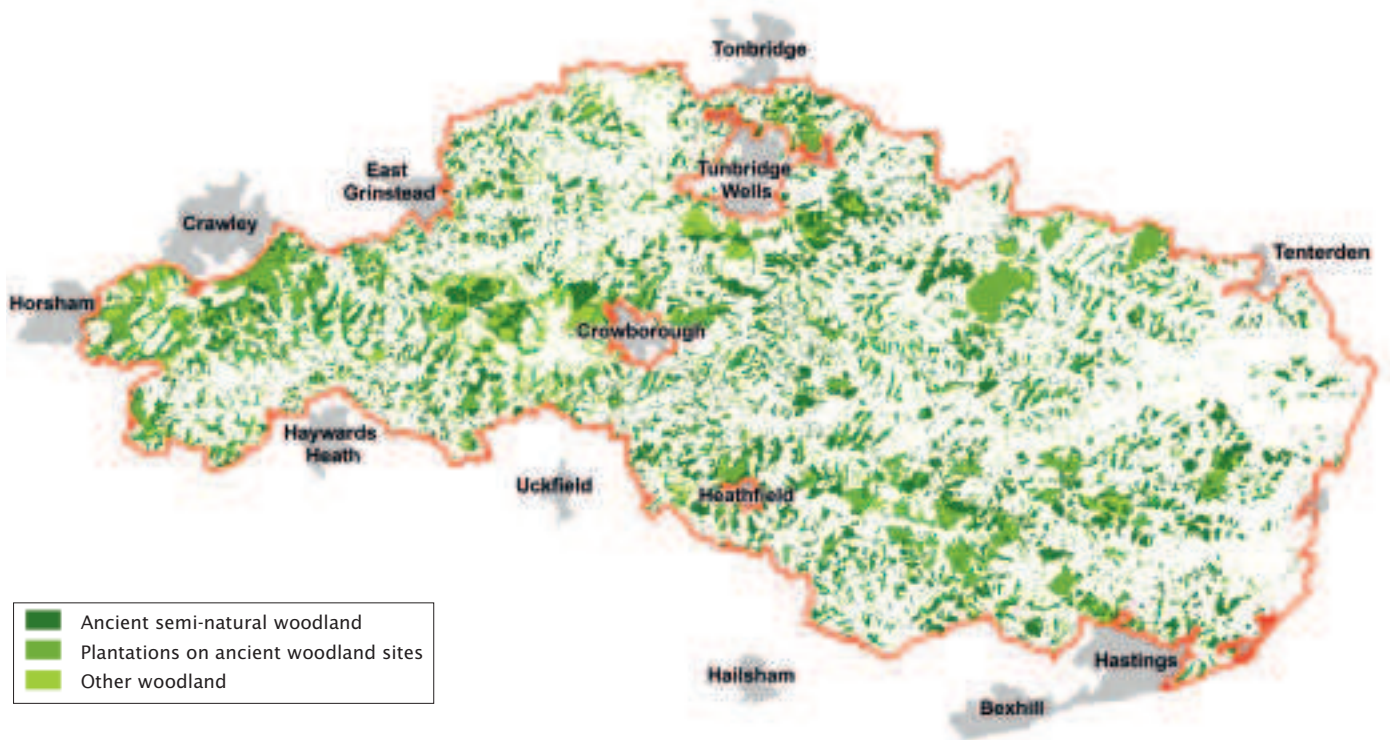 Tonbridge
East
Grinstead
Tunbridge
Wells
Crawley
Tenterden
Horsham
Crowborough
Haywards
Heath
Uckfield
Heathfield
Ancient semi-natural woodland
Plantations on ancient woodland sites
Other woodland
Hastings
Hailsham
Bexhill